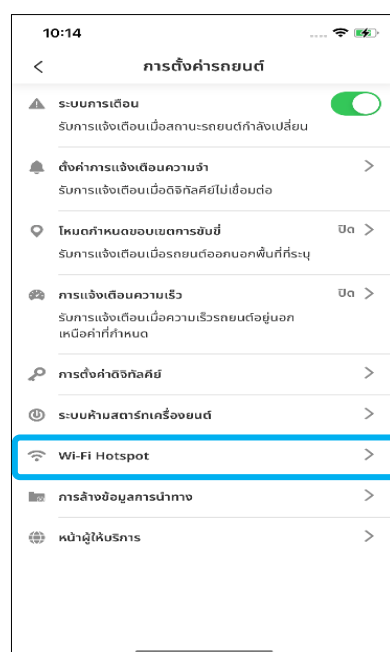 10:14
การตั้งค่ารถยนต์
ระบบการเตือน
รับการแจ้งเตือนเมื่อสถานะรถยนต์กำลังเปลี่ยน
ตั้งค่าการแจ้งเตือนความจำ
รับการแจ้งเตือนเมื่อดิจิทัลคีย์ไม่เชื่อมต่อ
โหมดกำหนดขอบเขตการขับขี่ ปิด
รับการแจ้งเตือนเมื่อรถยนต์ออกนอกพื้นที่ที่ระบุ
การแจ้งเตือนความเร็ว ปิด
รับการแจ้งเตือนเมื่อความเร็วรถยนต์อยู่นอก
เหนือค่าที่กำหนด
การตั้งค่าดิจิทัลคีย์
ระบบห้ามสตาร์ทเครื่องยนต์
Wi-Fi Hotspot
การล้างข้อมูลการนำทาง
หน้าผู้ให้บริการ